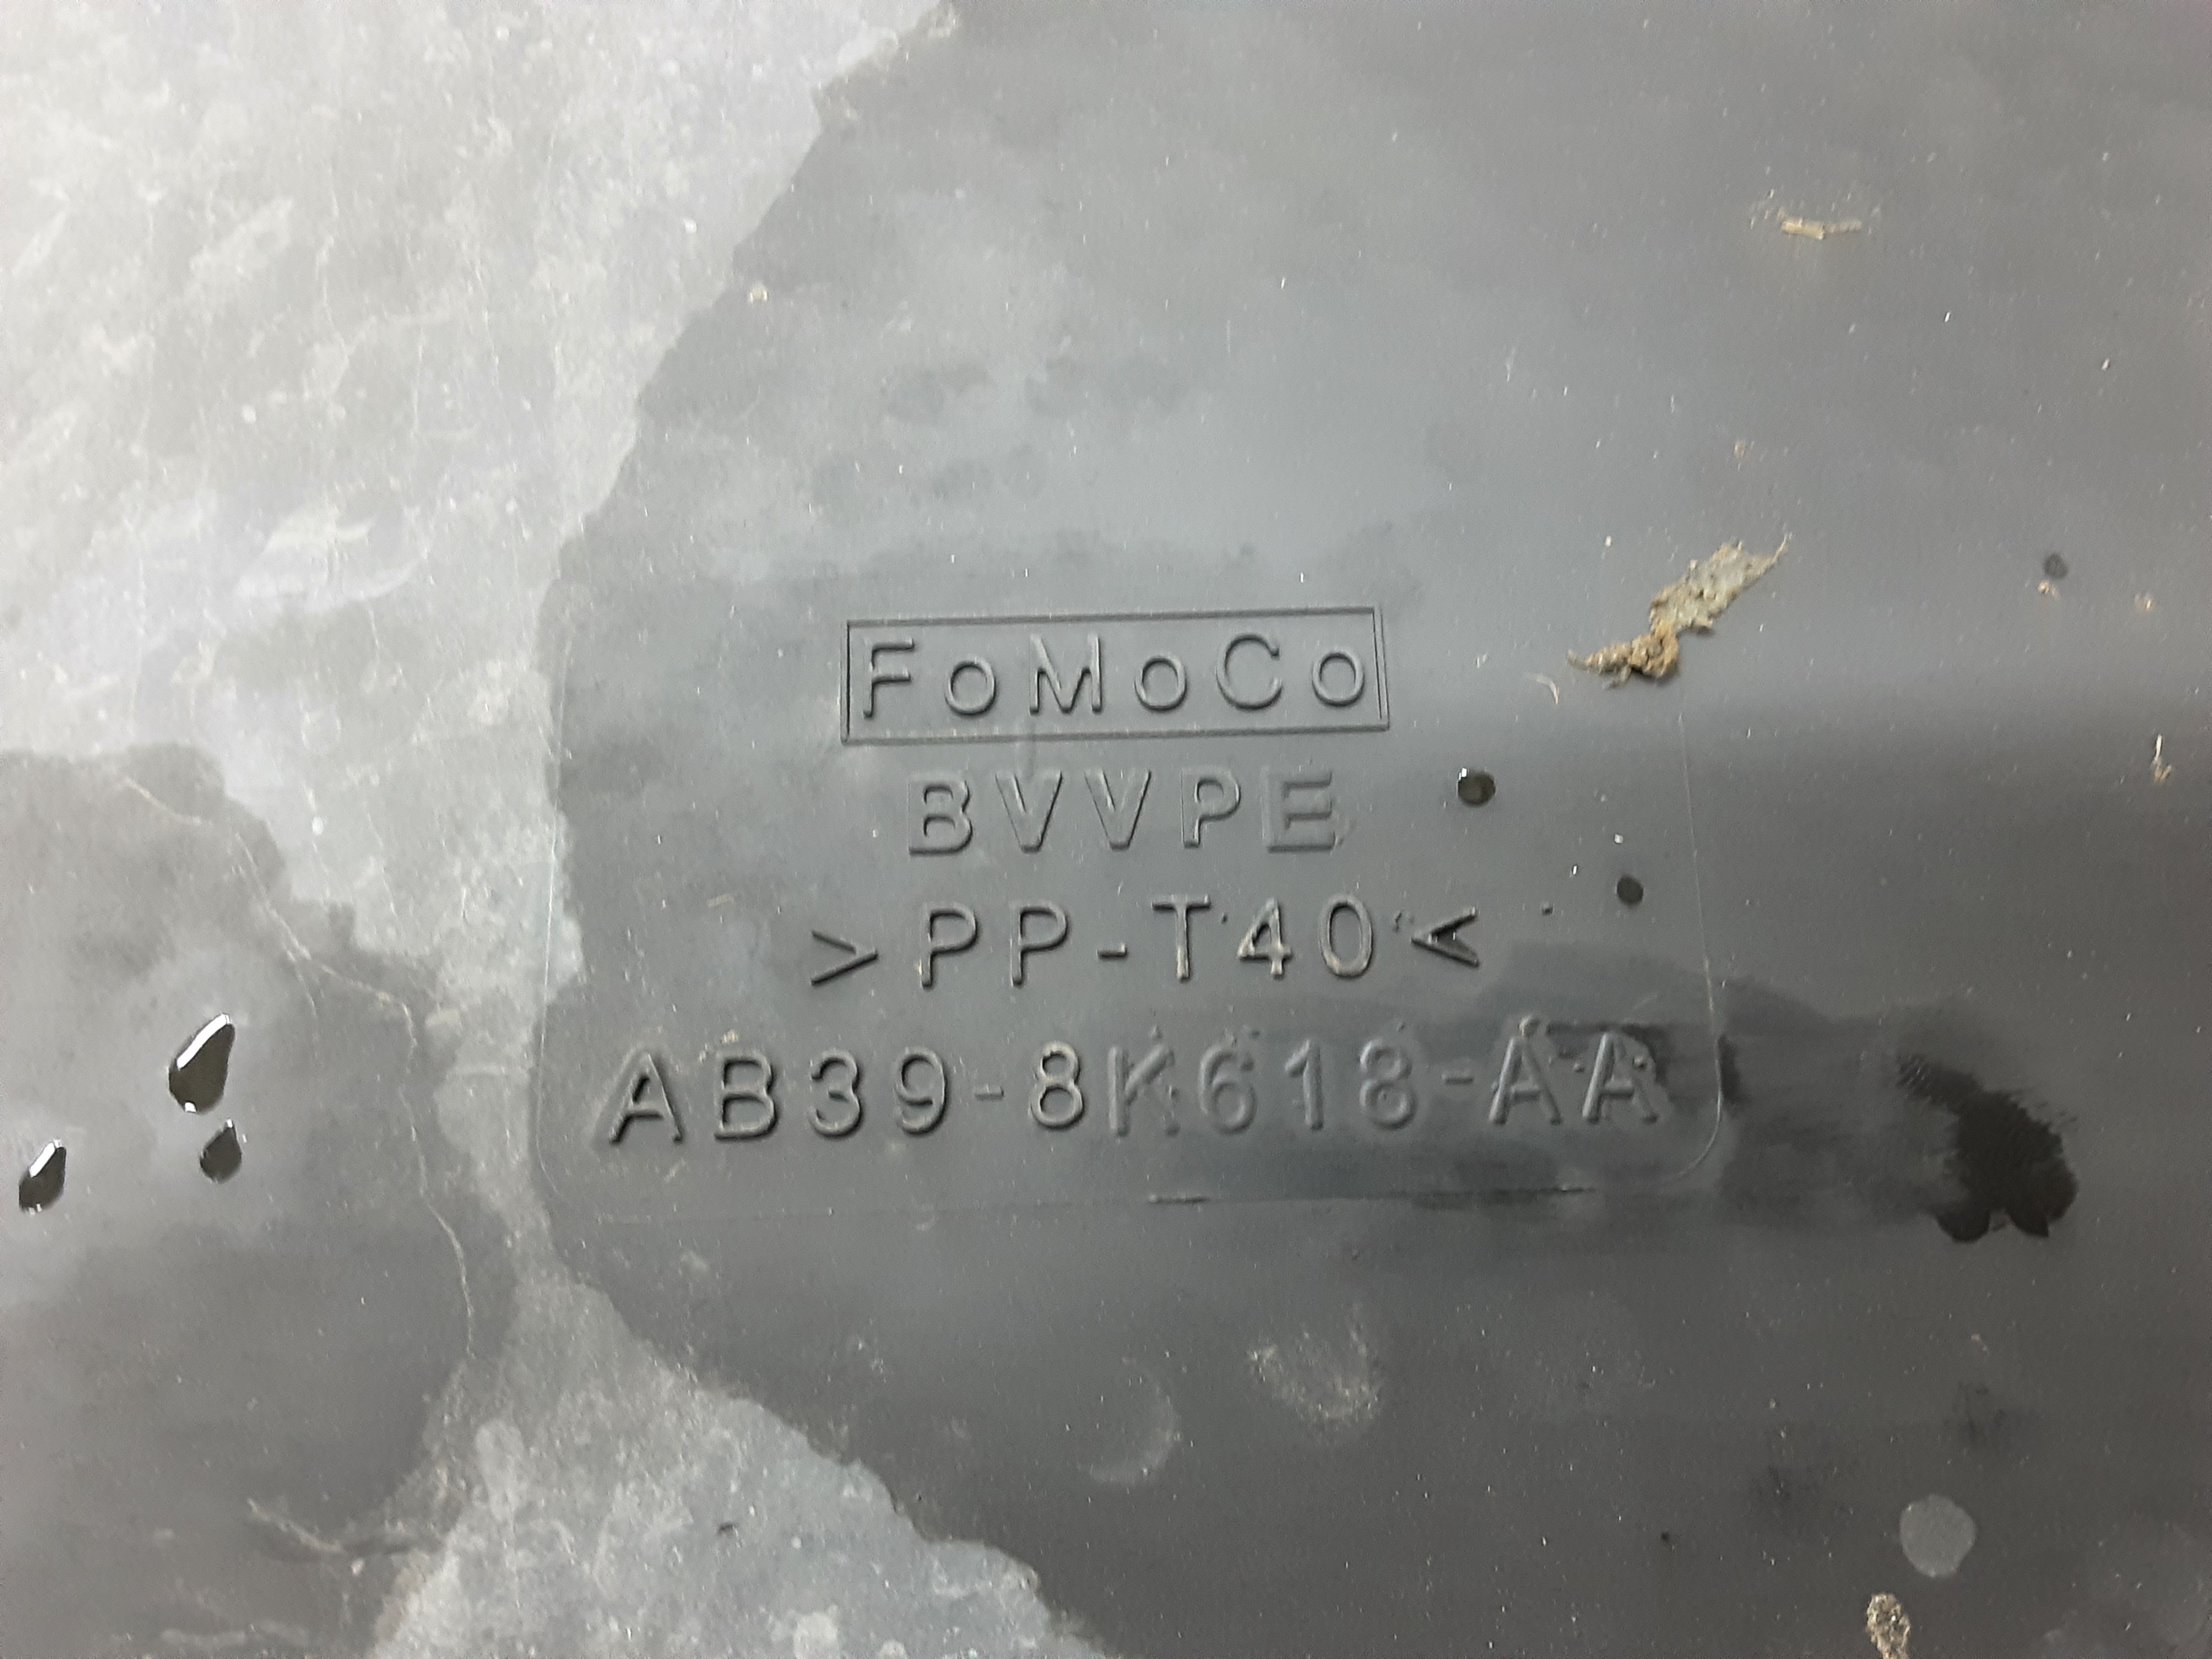 FoMoCo
BVVPE
>PP-T40<
AB39-8K618-AA